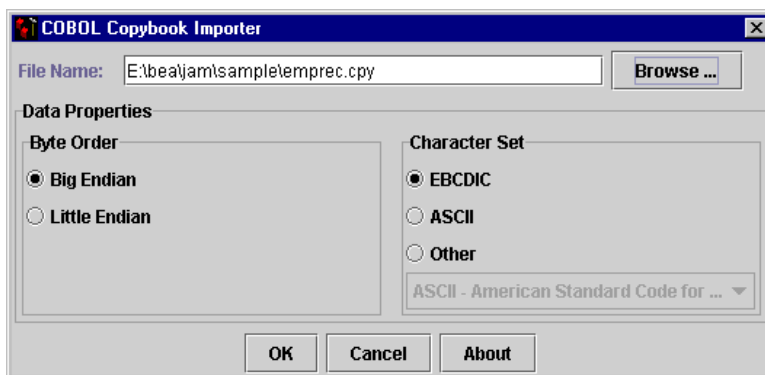 COBOL Copybook Importer
File Name: E:\bea\jam\sample\emprec.cpy Browse ...
Data Properties
Byte Order Character Set
Big Endian EBCDIC
Little Endian ASCII
Other
ASCII - American Standard Code for ...
OK Cancel About